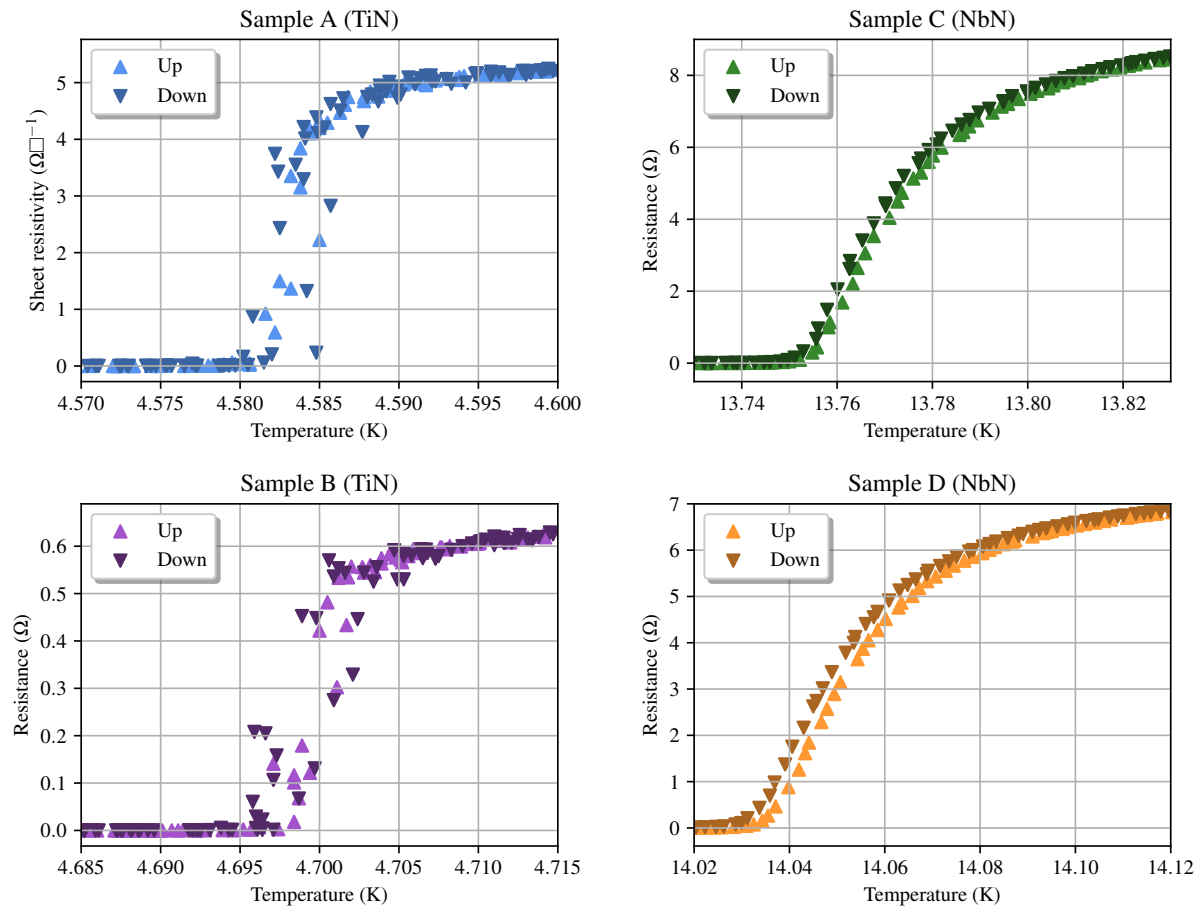 Sample A (TiN)
Up
Down
Sheet resistivity (Ω□⁻¹)
5
4
3
2
1
0
4.570 4.575 4.580 4.585 4.590 4.595 4.600
Temperature (K)
Sample C (NbN)
Up
Down
Resistance (Ω)
8
6
4
2
0
13.74 13.76 13.78 13.80 13.82
Temperature (K)
Sample B (TiN)
Up
Down
Resistance (Ω)
0.6
0.5
0.4
0.3
0.2
0.1
0.0
4.685 4.690 4.695 4.700 4.705 4.710 4.715
Temperature (K)
Sample D (NbN)
Up
Down
Resistance (Ω)
7
6
5
4
3
2
1
0
14.02 14.04 14.06 14.08 14.10 14.12
Temperature (K)